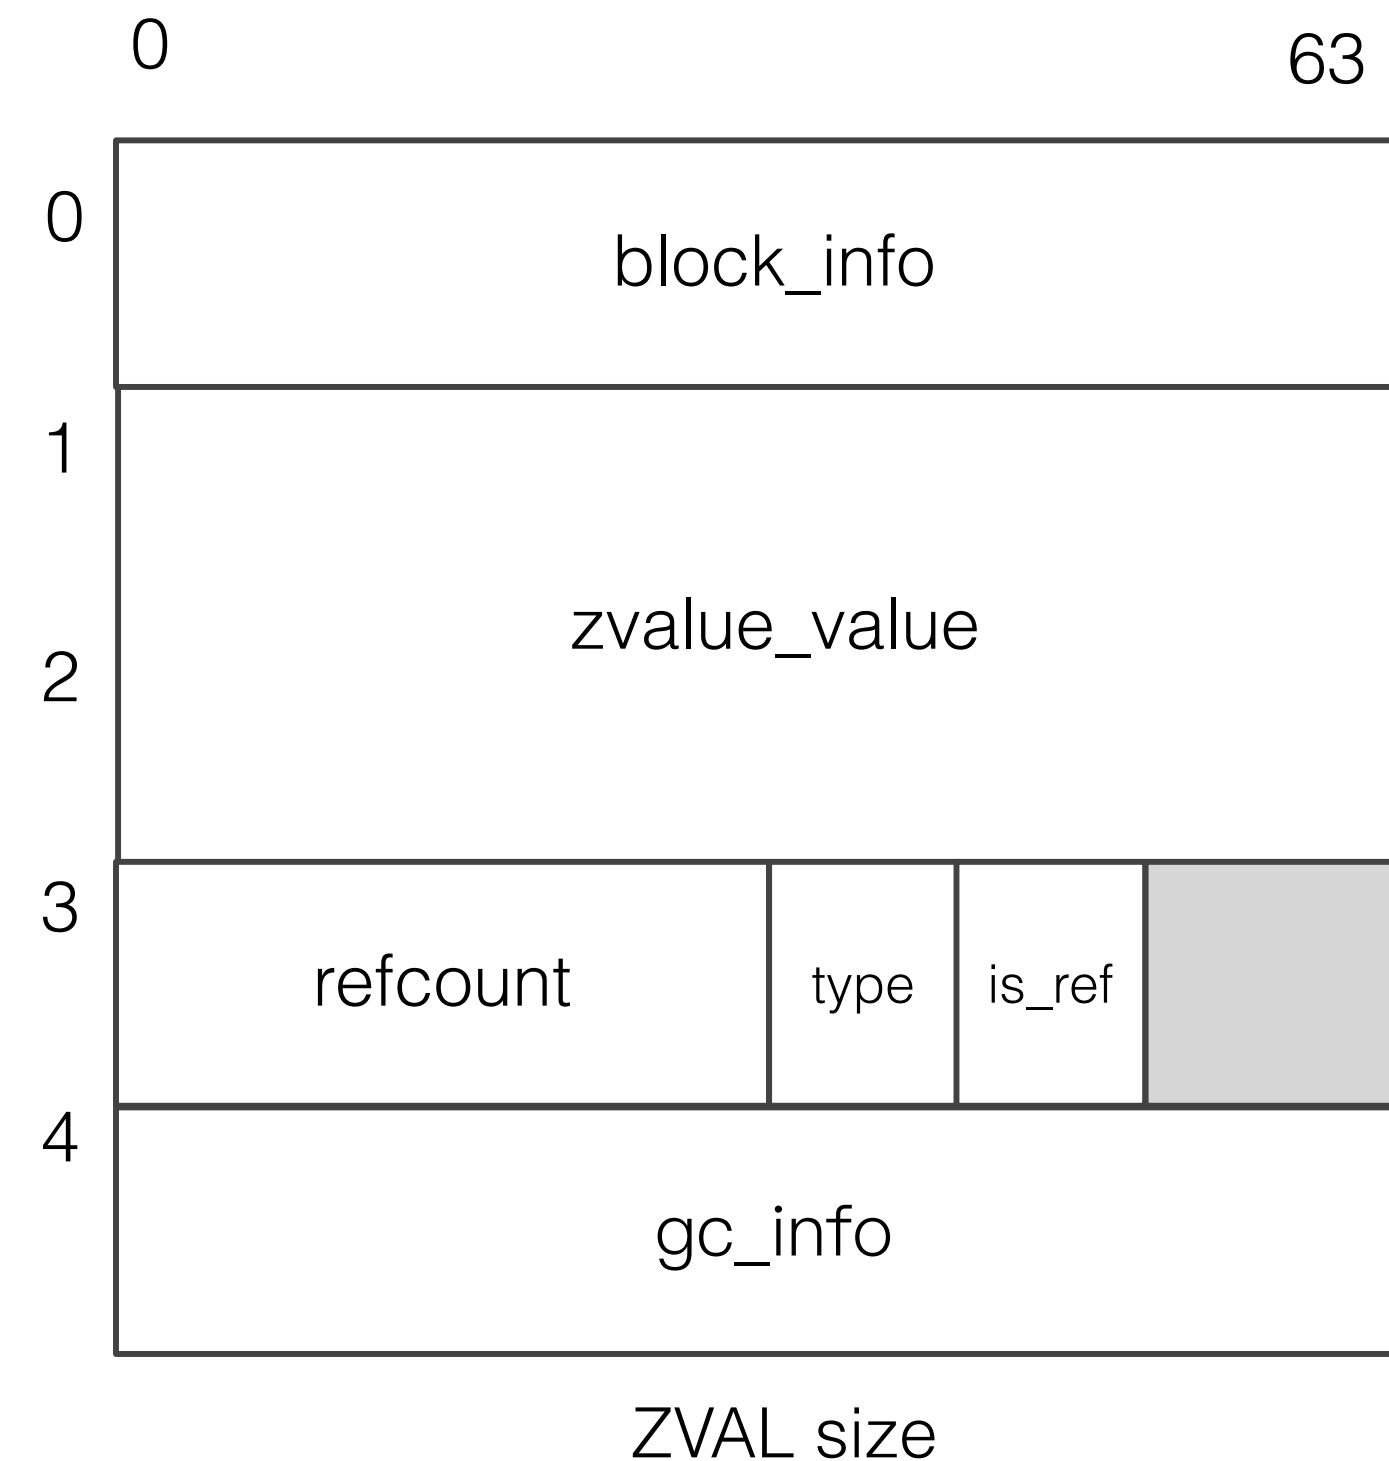 0 63
0
block_info
1
zvalue_value
2
3
refcount type is_ref
4
gc_info
ZVAL size